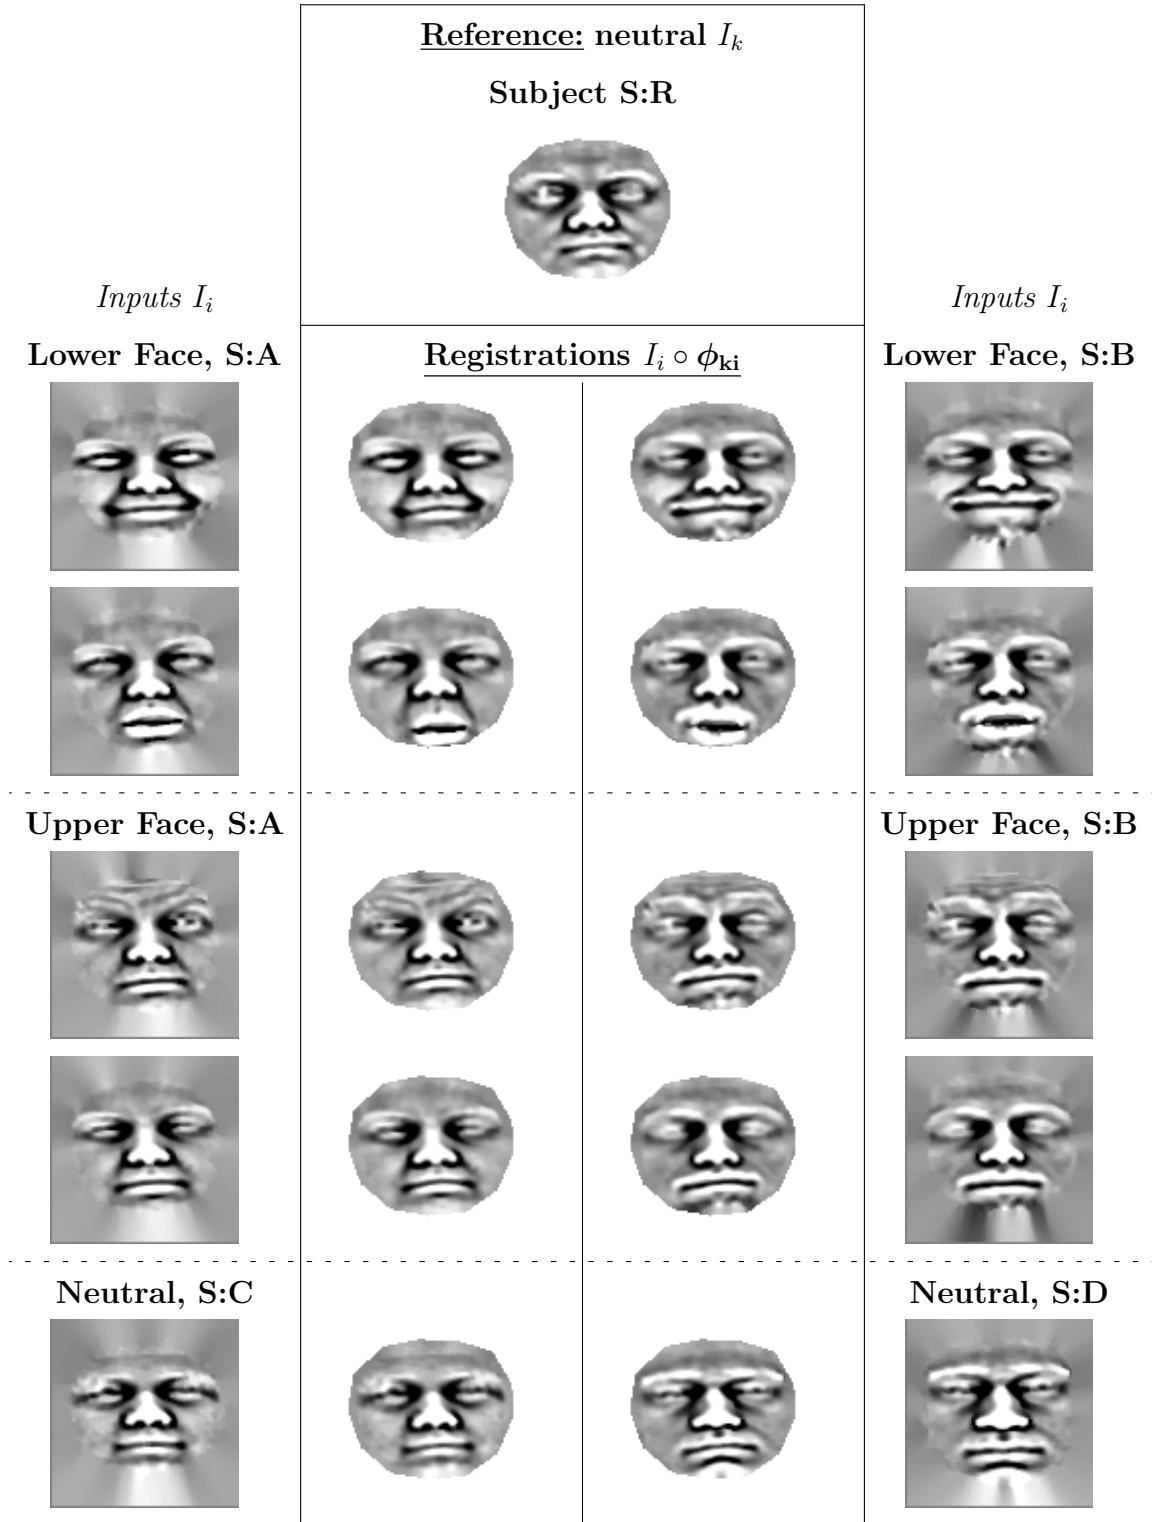 Reference: neutral I_k
Subject S:R
Inputs I_i
Inputs I_i
Lower Face, S:A
Registrations I_i ∘ ϕ_ki
Lower Face, S:B
Upper Face, S:A
Upper Face, S:B
Neutral, S:C
Neutral, S:D